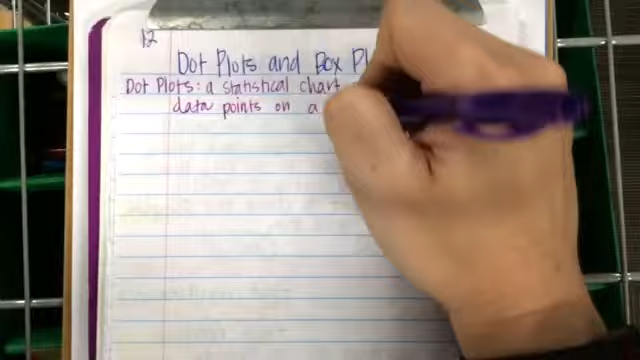 12
Dot Plots and Box Pl
Dot Plots: a statistical chart
data points on a